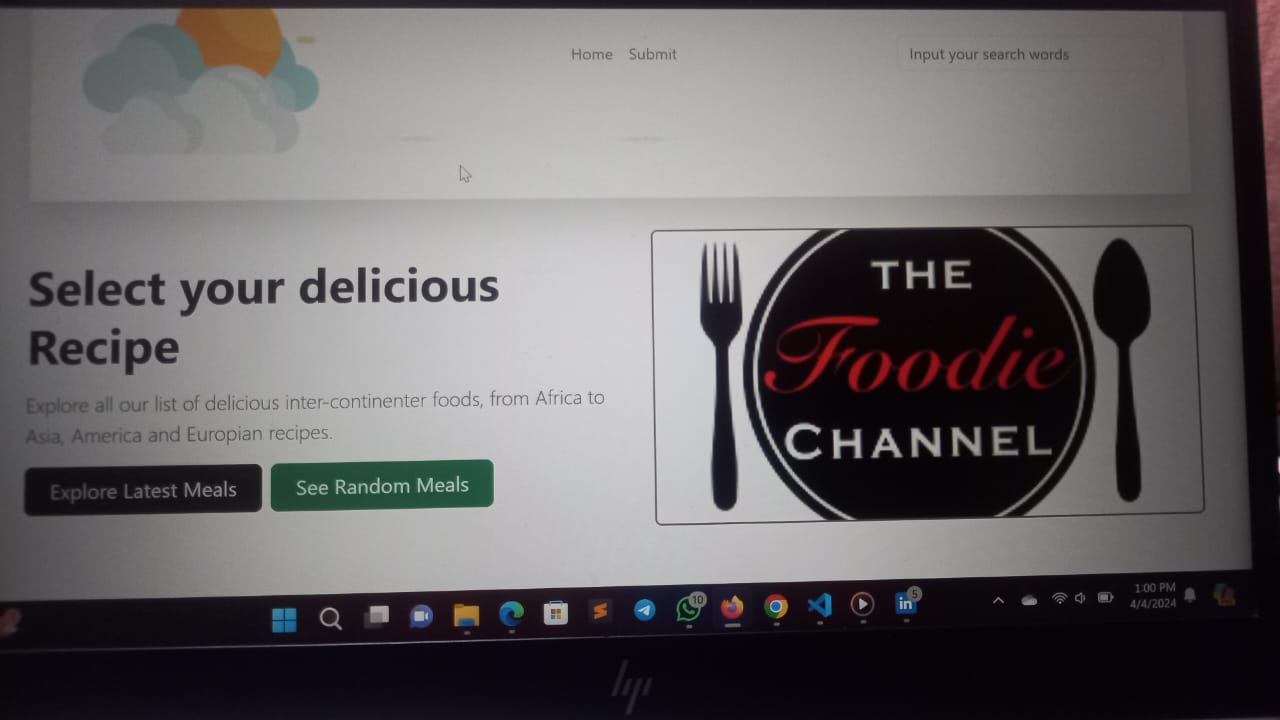 Home Submit
Input your search words
Select your delicious
Recipe
Explore all our list of delicious inter-continenter foods, from Africa to
Asia, America and Europian recipes.
Explore Latest Meals
See Random Meals
THE
Foodie
CHANNEL
10
5
in
1:00 PM
4/4/2024
hp